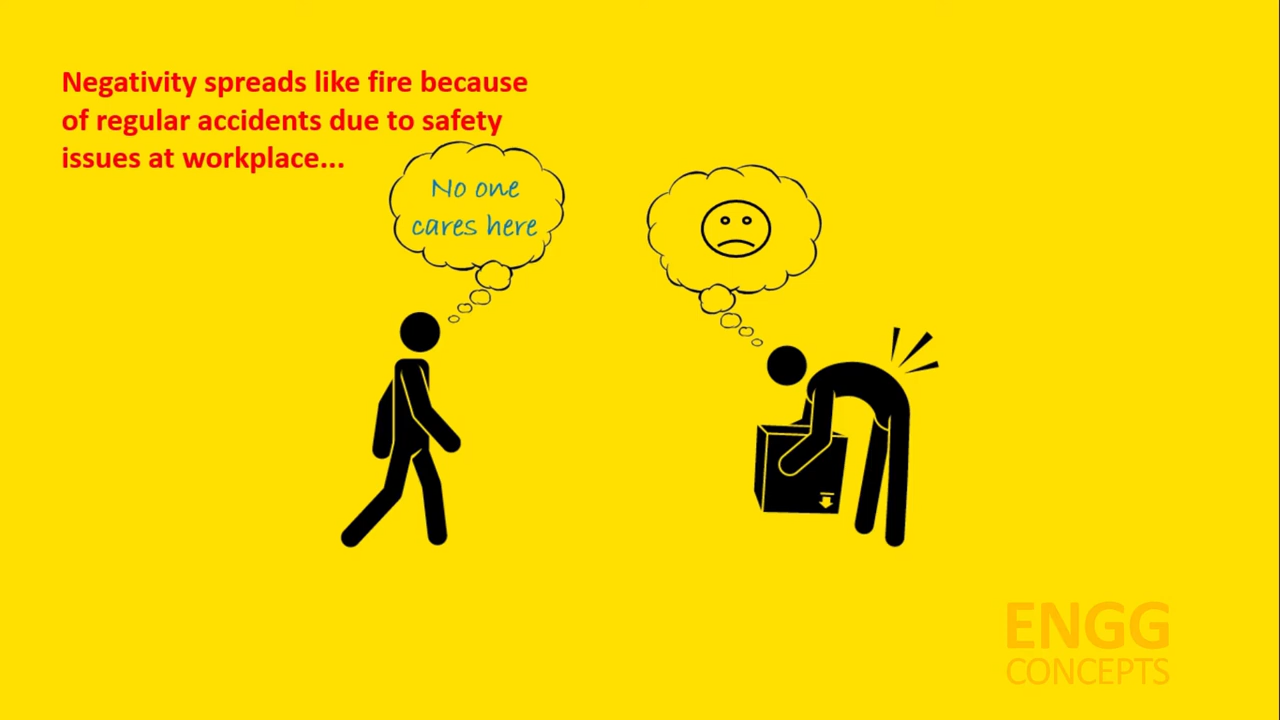 Negativity spreads like fire because
of regular accidents due to safety
issues at workplace...
No one
cares here
ENGG
CONCEPTS